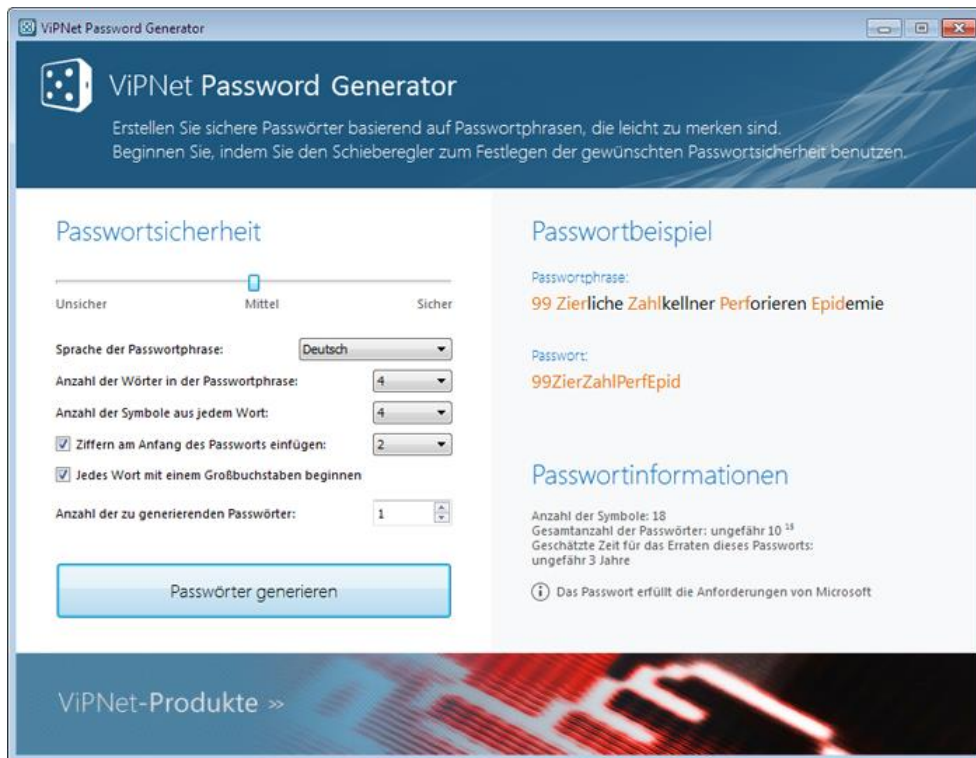 ViPNet Password Generator
ViPNet Password Generator
Erstellen Sie sichere Passwörter basierend auf Passwortphrasen, die leicht zu merken sind.
Beginnen Sie, indem Sie den Schieberegler zum Festlegen der gewünschten Passwortsicherheit benutzen.
Passwortsicherheit
Unsicher Mittel Sicher
Sprache der Passwortphrase: Deutsch
Anzahl der Wörter in der Passwortphrase: 4
Anzahl der Symbole aus jedem Wort: 4
Ziffern am Anfang des Passworts einfügen: 2
Jedes Wort mit einem Großbuchstaben beginnen
Anzahl der zu generierenden Passwörter: 1
Passwörter generieren
Passwortbeispiel
Passwortphrase:
99 Zierliche Zahlkellner Perforieren Epidemie
Passwort:
99ZierZahlPerfEpid
Passwortinformationen
Anzahl der Symbole: 18
Gesamtanzahl der Passwörter: ungefähr 10
Geschätzte Zeit für das Erraten dieses Passworts:
ungefähr 3 Jahre
Das Passwort erfüllt die Anforderungen von Microsoft
ViPNet-Produkte »